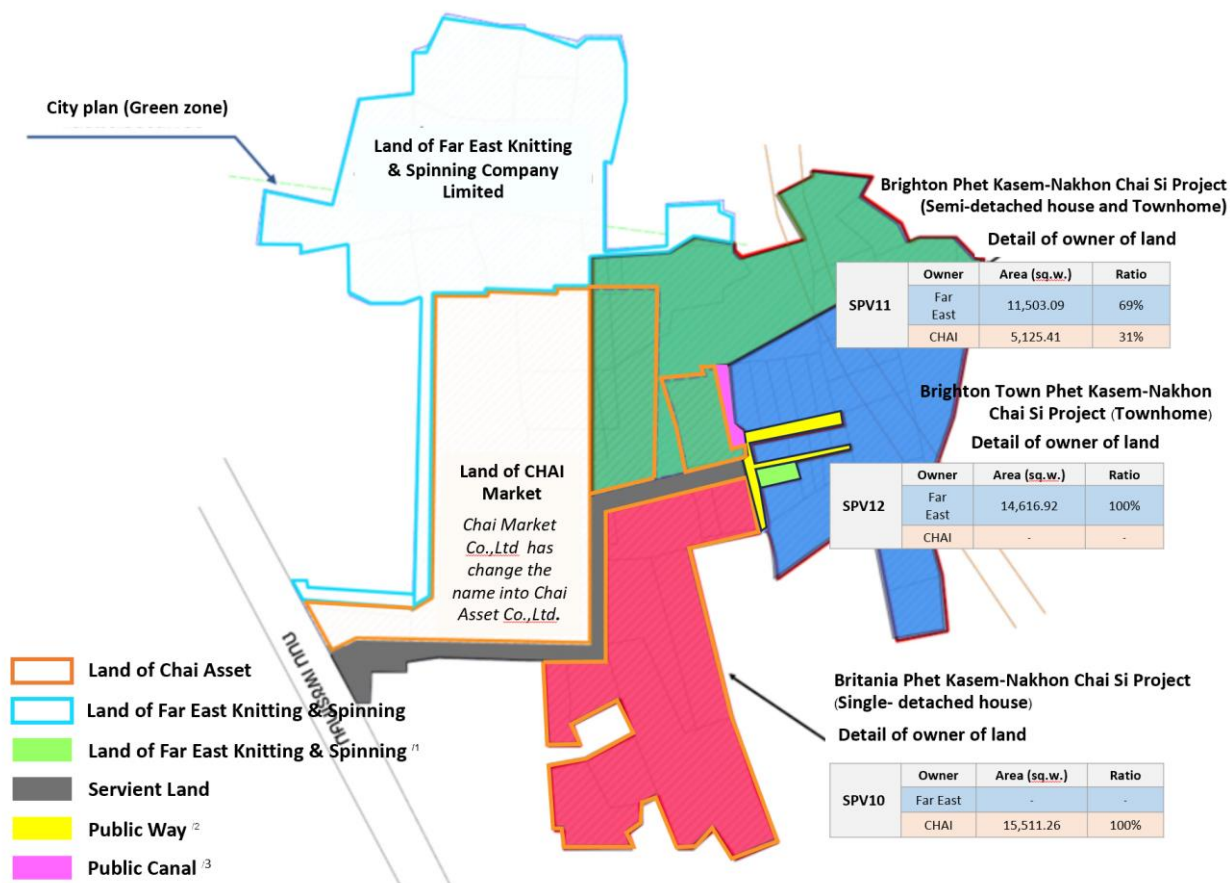 City plan (Green zone)
Land of Far East Knitting
& Spinning Company
Limited
Brighton Phet Kasem-Nakhon Chai Si Project
(Semi-detached house and Townhome)
Detail of owner of land
SPV11
Owner Area (sq.w.) Ratio
Far
East 11,503.09 69%
CHAI 5,125.41 31%
Brighton Town Phet Kasem-Nakhon
Chai Si Project (Townhome)
Detail of owner of land
SPV12
Owner Area (sq.w.) Ratio
Far
East 14,616.92 100%
CHAI - -
Land of CHAI
Market
Chai Market
Co.,Ltd has
change the
name into Chai
Asset Co.,Ltd.
ถนนเพชรเกษม
Britania Phet Kasem-Nakhon Chai Si Project
(Single- detached house)
Detail of owner of land
SPV10
Owner Area (sq.w.) Ratio
Far East - -
CHAI 15,511.26 100%
Land of Chai Asset
Land of Far East Knitting & Spinning
Land of Far East Knitting & Spinning /1
Servient Land
Public Way /2
Public Canal /3